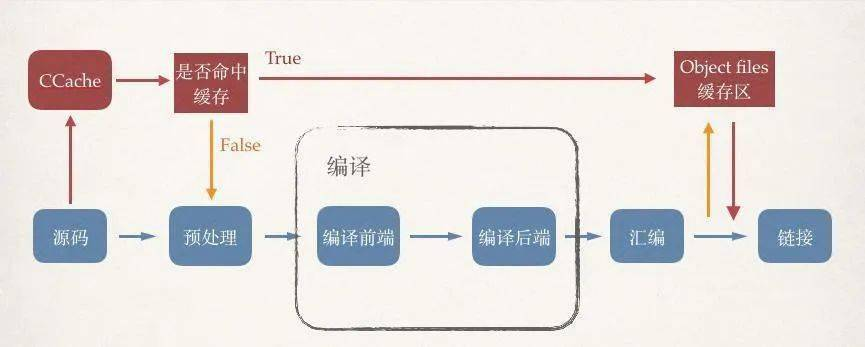 CCache
是否命中
缓存
True
Object files
缓存区
False
编译
源码
预处理
编译前端
编译后端
汇编
链接